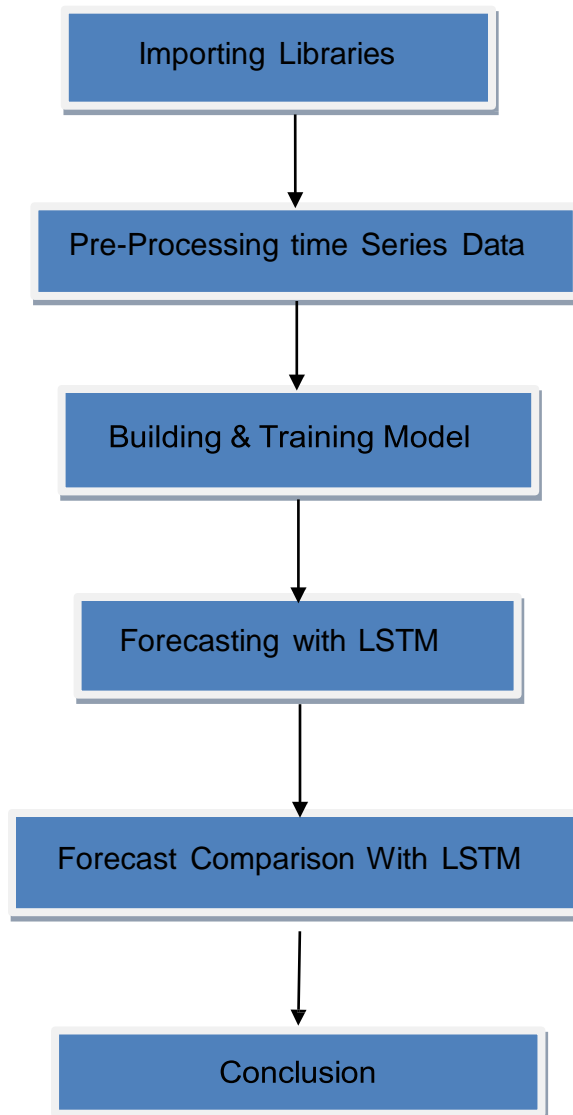 Importing Libraries
Pre-Processing time Series Data
Building & Training Model
Forecasting with LSTM
Forecast Comparison With LSTM
Conclusion